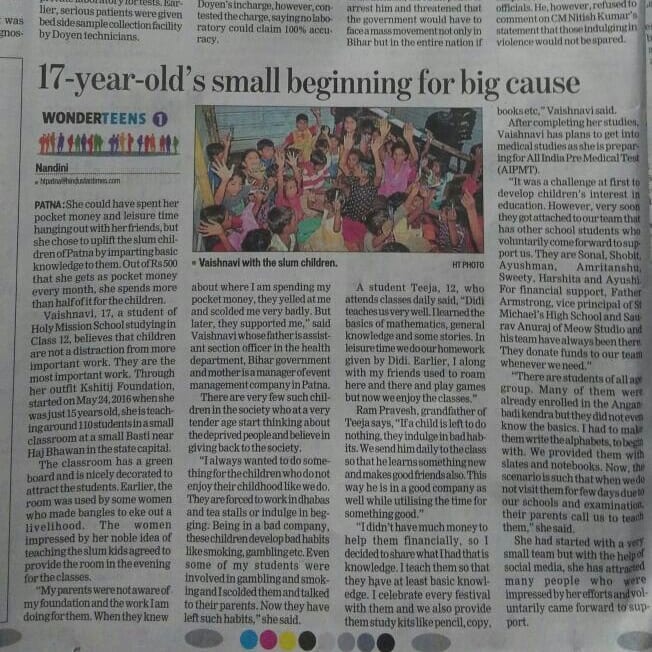 lier, serious patients were given
bed side sample collection facility
by Doyen technicians.
Doyen's incharge, however, con-
tested the charge, saying no labo-
ratory could claim 100% accu-
racy.
arrest him and threatened that
the government would have to
face a mass movement not only in
Bihar but in the entire nation if
officials. He, however, refused to
comment on CM Nitish Kumar's
statement that those indulging in
violence would not be spared.
was
gnos-
17-year-old's small beginning for big cause
WONDERTEENS 1
Nandini
htpatna@hindustantimes.com
PATNA: She could have spent her
pocket money and leisure time
hanging out with her friends, but
she chose to uplift the slum chil-
dren of Patna by imparting basic
knowledge to them. Out of Rs 500
that she gets as pocket money
every month, she spends more
than half of it for the children.
Vaishnavi, 17, a student of
Holy Mission School studying in
Class 12, believes that children
are not a distraction from more
important work. They are the
most important work. Through
her outfit Kshitij Foundation,
started on May 24, 2016 when she
was just 15 years old, she is teach-
ing around 110 students in a small
classroom at a small Basti near
Haj Bhawan in the state capital.
The classroom has a green
board and is nicely decorated to
attract the students. Earlier, the
room was used by some women
who made bangles to eke out a
livelihood. The women
impressed by her noble idea of
teaching the slum kids agreed to
provide the room in the evening
for the classes.
"My parents were not aware of
my foundation and the work I am
doing for them. When they knew
Vaishnavi with the slum children.
HT PHOTO
about where I am spending my
pocket money, they yelled at me
and scolded me very badly. But
later, they supported me," said
Vaishnavi whose father is assist-
ant section officer in the health
department, Bihar government
and mother is a manager of event
management company in Patna.
There are very few such
children in the society who at a very
tender age start thinking about
the deprived people and believe in
giving back to the society.
"I always wanted to do some-
thing for the children who do not
enjoy their childhood like we do.
They are forced to work in dhabas
and tea stalls or indulge in beg-
ging. Being in a bad company,
these children develop bad habits
like smoking, gambling etc. Even
some of my students were
involved in gambling and smok-
ing and I scolded them and talked
to their parents. Now they have
left such habits," she said.
A student Teeja, 12, who
attends classes daily said, "Didi
teaches us very well. I learned the
basics of mathematics, general
knowledge and some stories. In
leisure time we do our homework
given by Didi. Earlier, I along
with my friends used to roam
here and there and play games
but now we enjoy the classes."
Ram Pravesh, grandfather of
Teeja says, "If a child is left to do
nothing, they indulge in bad hab-
its. We send him daily to the class
so that he learns something new
and makes good friends also. This
way he is in a good company as
well while utilising the time for
something good."
"I didn't have much money to
help them financially, so I
decided to share what I had that is
knowledge. I teach them so that
they have at least basic knowl-
edge. I celebrate every festival
with them and we also provide
them study kits like pencil, copy,
books etc," Vaishnavi said.
After completing her studies,
Vaishnavi has plans to get into
medical studies as she is prepar-
ing for All India Pre Medical Test
(AIPMT).
"It was a challenge at first to
develop children's interest in
education. However, very soon
they got attached to our team that
has other school students who
voluntarily come forward to sup-
port us. They are Sonal, Shobit,
Ayushman, Amritanshu,
Sweety, Harshita and Ayushi.
For financial support, Father
Armstrong, vice principal of St
Michael's High School and Sau-
rav Anuraj of Meow Studio and
his team have always been there.
They donate funds to our team
whenever we need."
"There are students of all age
group. Many of them were
already enrolled in the Angan-
badi kendra but they did not even
know the basics. I had to make
them write the alphabets, to begin
with. We provided them with
slates and notebooks. Now, the
scenario is such that when we do
not visit them for few days due to
our schools and examination,
their parents call us to teach
them," she said.
She had started with a very
small team but with the help of
social media, she has attracted
many people who were
impressed by her efforts and vol-
untarily came forward to sup-
port.